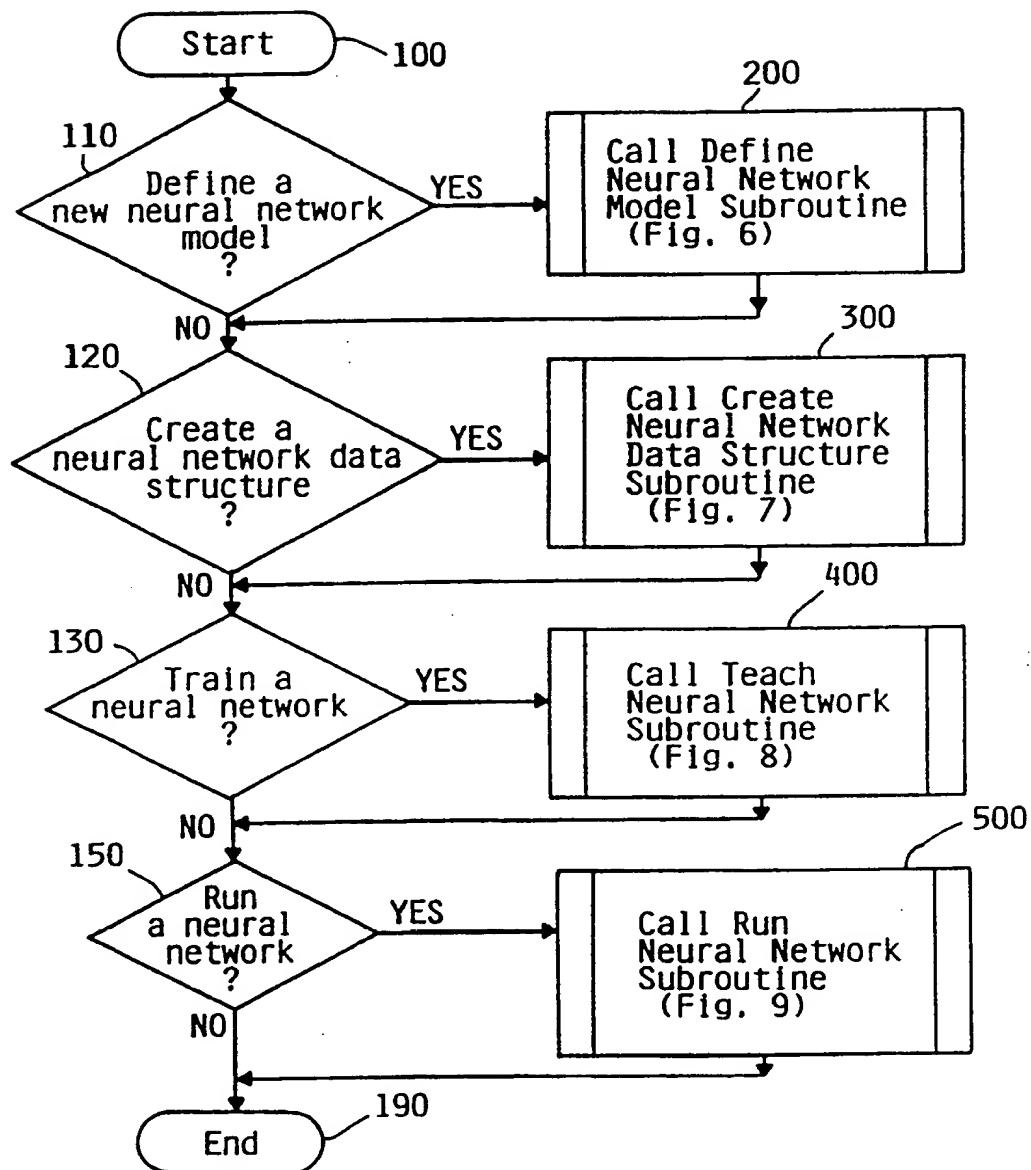 Start
100
110
Define a
new neural network
model
?
YES
200
Call Define
Neural Network
Model Subroutine
(Fig. 6)
NO
120
Create a
neural network data
structure
?
YES
300
Call Create
Neural Network
Data Structure
Subroutine
(Fig. 7)
NO
130
Train a
neural network
?
YES
400
Call Teach
Neural Network
Subroutine
(Fig. 8)
NO
150
Run
a neural
network
?
YES
500
Call Run
Neural Network
Subroutine
(Fig. 9)
NO
190
End